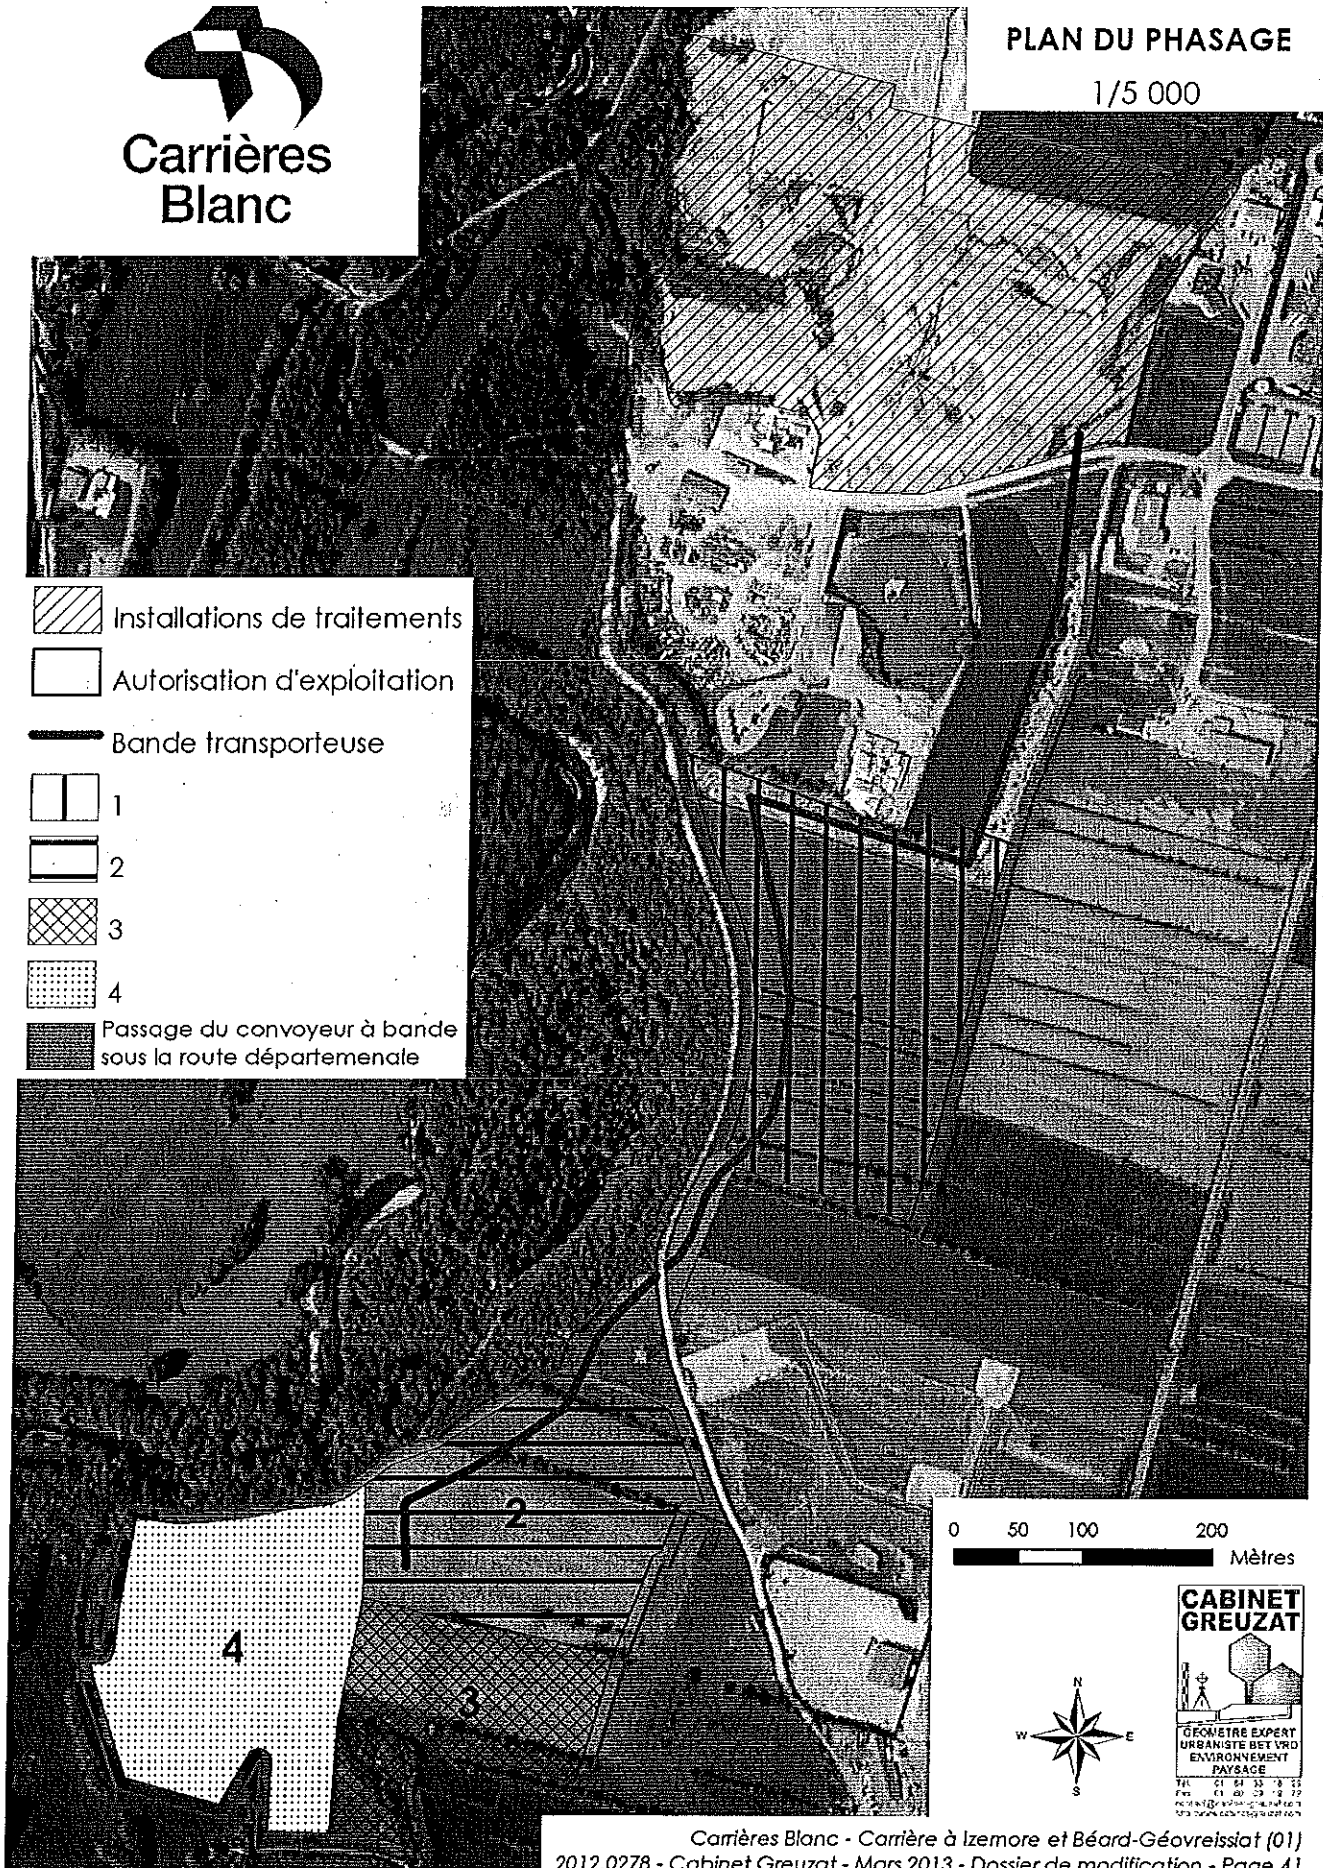 Carrières
Blanc
PLAN DU PHASAGE
1/5 000
Installations de traitements
Autorisation d'exploitation
Bande transporteuse
1
2
3
4
Passage du convoyeur à bande
sous la route départemenale
2
4
3
0 50 100 200
Mètres
N
W E
S
CABINET
GREUZAT
GEOMETRE EXPERT
URBANISTE BET VRD
ENVIRONNEMENT
PAYSAGE
Carrières Blanc - Carrière à Izemore et Béard-Géovreissiat (01)
2012 0278 - Cabinet Greuzat - Mars 2013 - Dossier de modification - Page 41